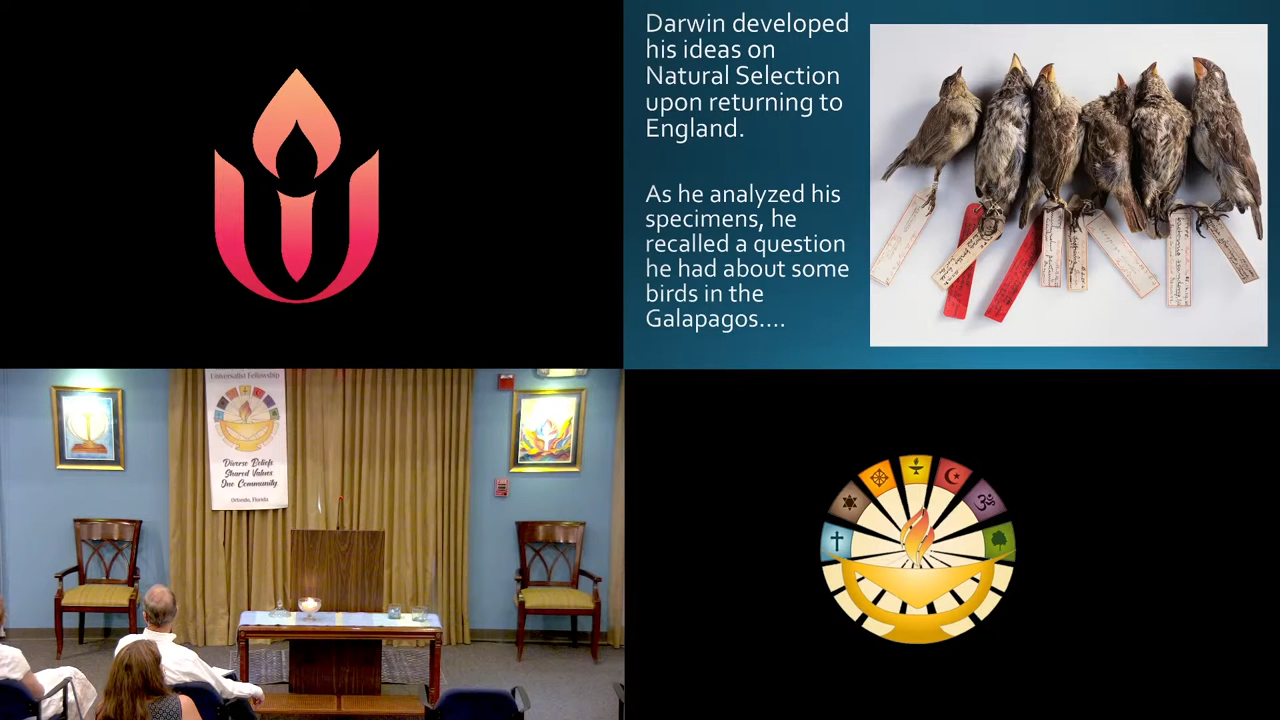 Darwin developed
his ideas on
Natural Selection
upon returning to
England.
As he analyzed his
specimens, he
recalled a question
he had about some
birds in the
Galapagos....
Universalist Fellowship
Diverse Beliefs
Shared Values
One Community
Orlando, Florida